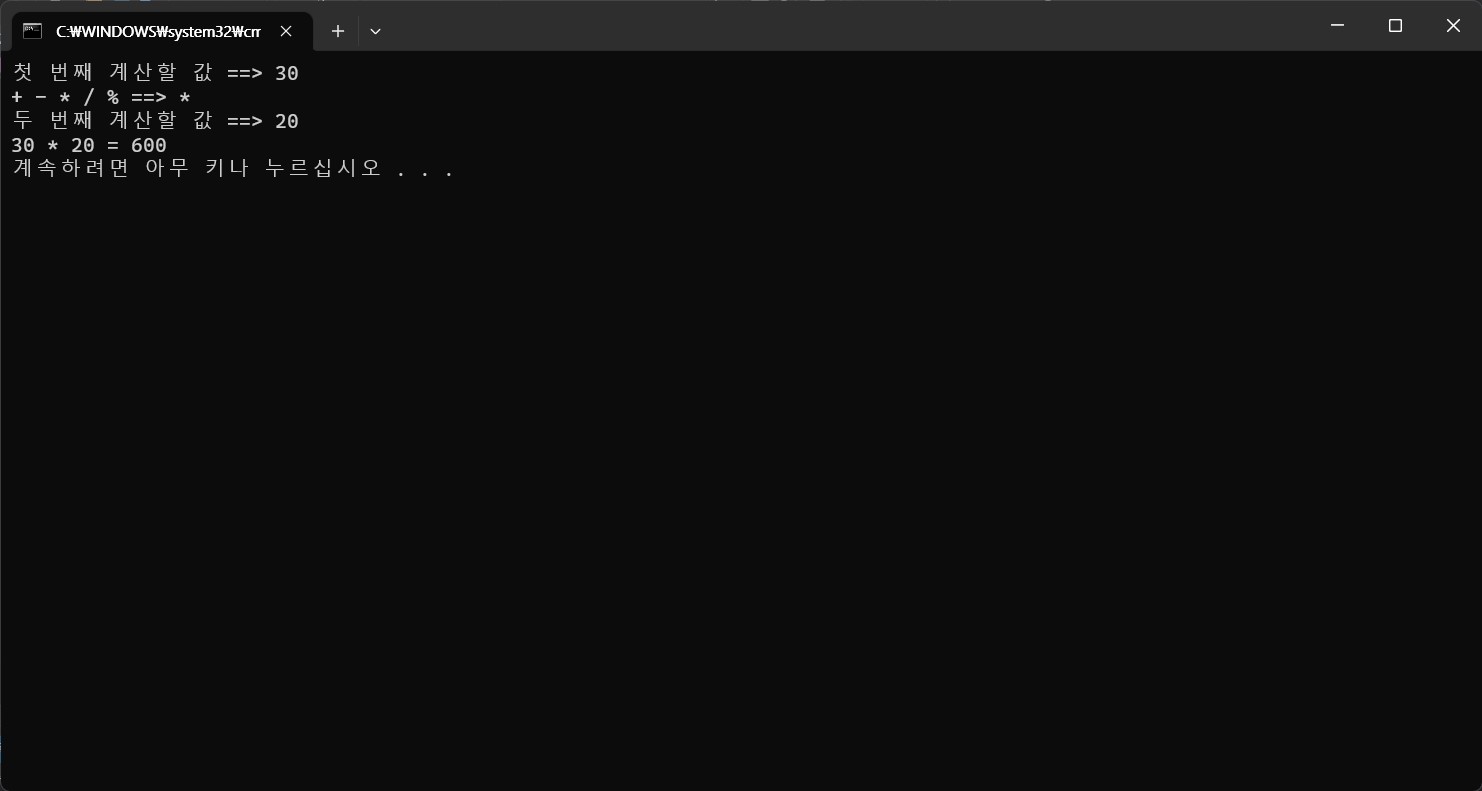 C:₩WINDOWS₩system32₩cm
첫 번째 계산할 값 ==> 30
+ - * / % ==> *
두 번째 계산할 값 ==> 20
30 * 20 = 600
계속하려면 아무 키나 누르십시오 . . .